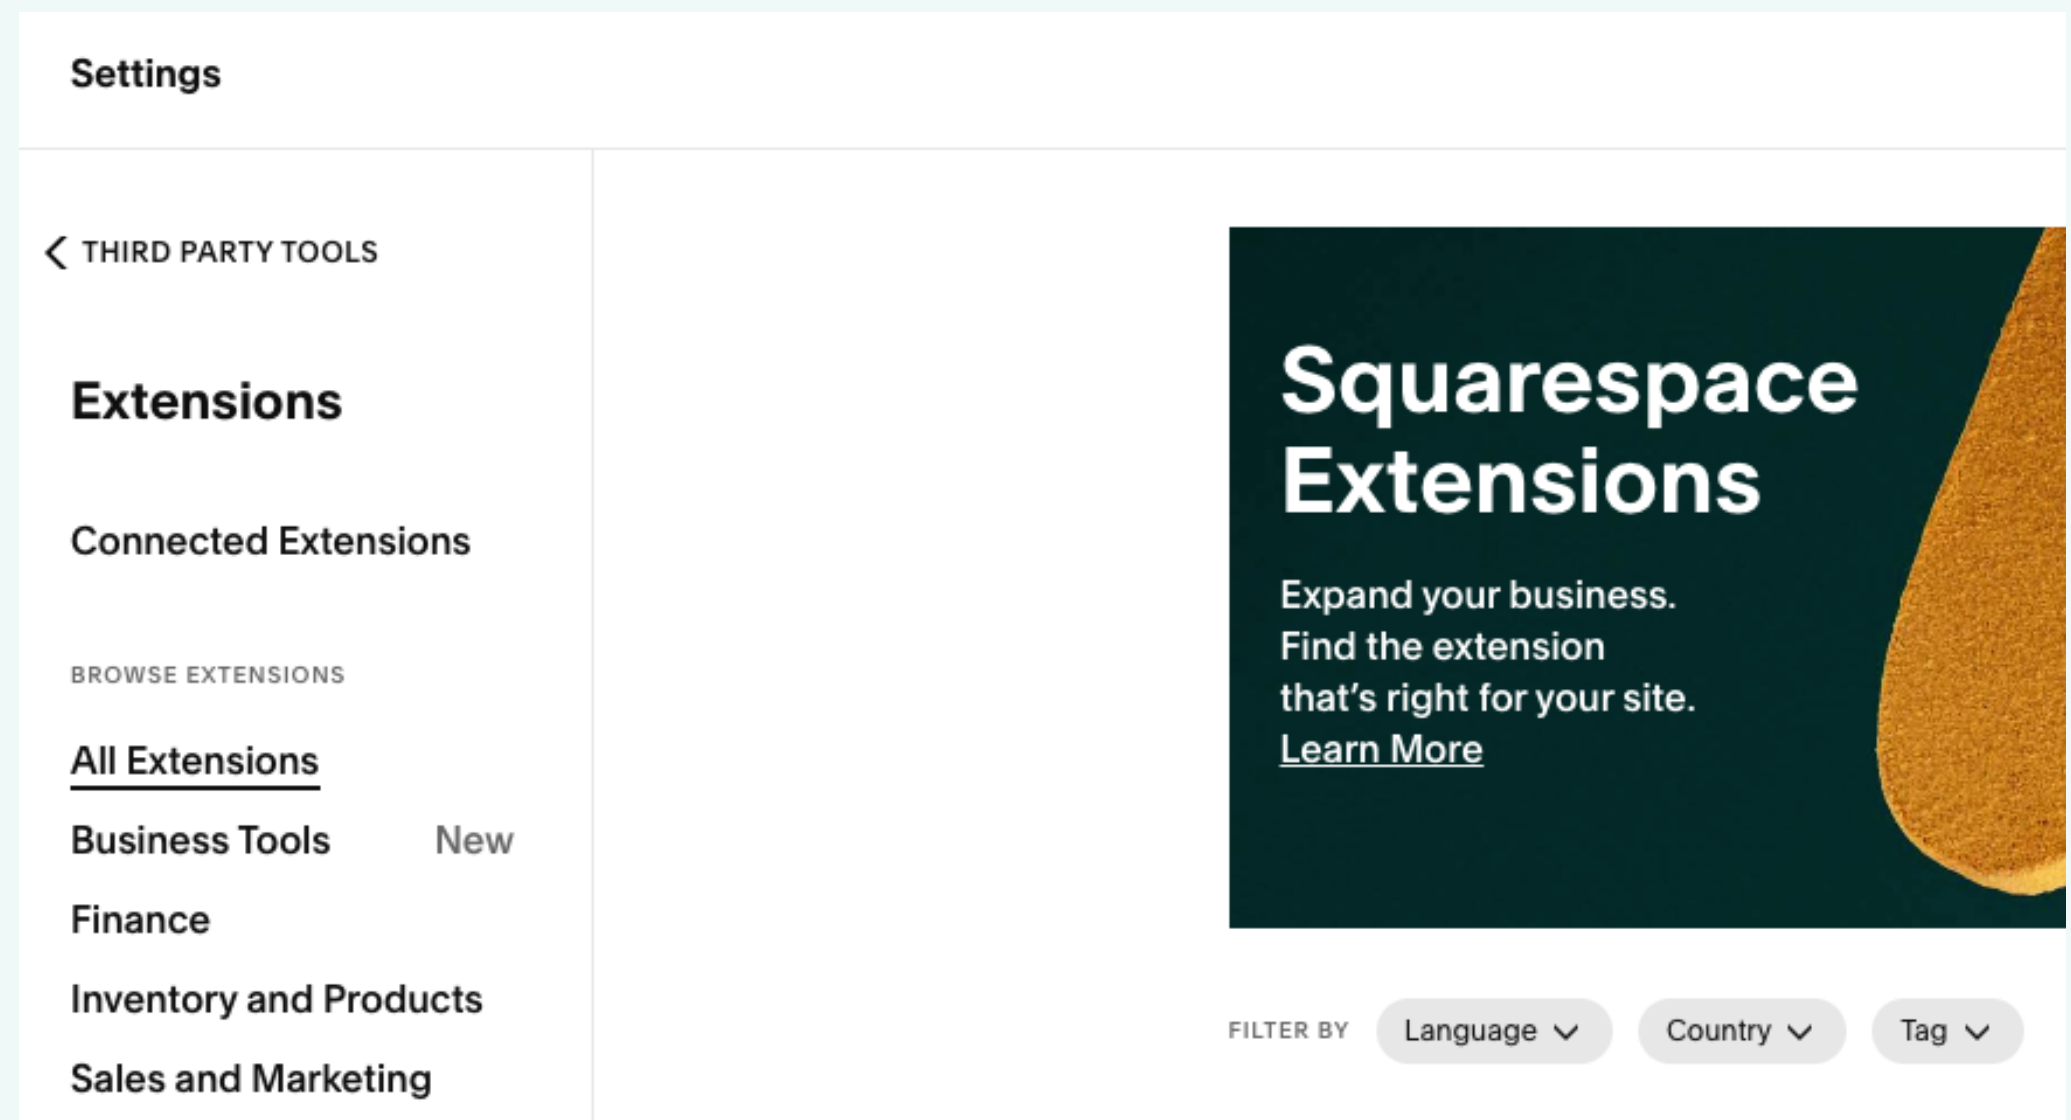 Settings
THIRD PARTY TOOLS
Extensions
Connected Extensions
BROWSE EXTENSIONS
All Extensions
Business Tools New
Finance
Inventory and Products
Sales and Marketing
Squarespace
Extensions
Expand your business.
Find the extension
that’s right for your site.
Learn More
FILTER BY Language Country Tag